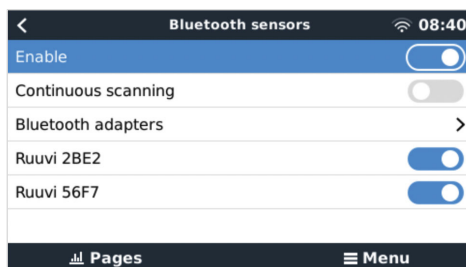 Bluetooth sensors 08:40
Enable
Continuous scanning
Bluetooth adapters
Ruuvi 2BE2
Ruuvi 56F7
Pages Menu